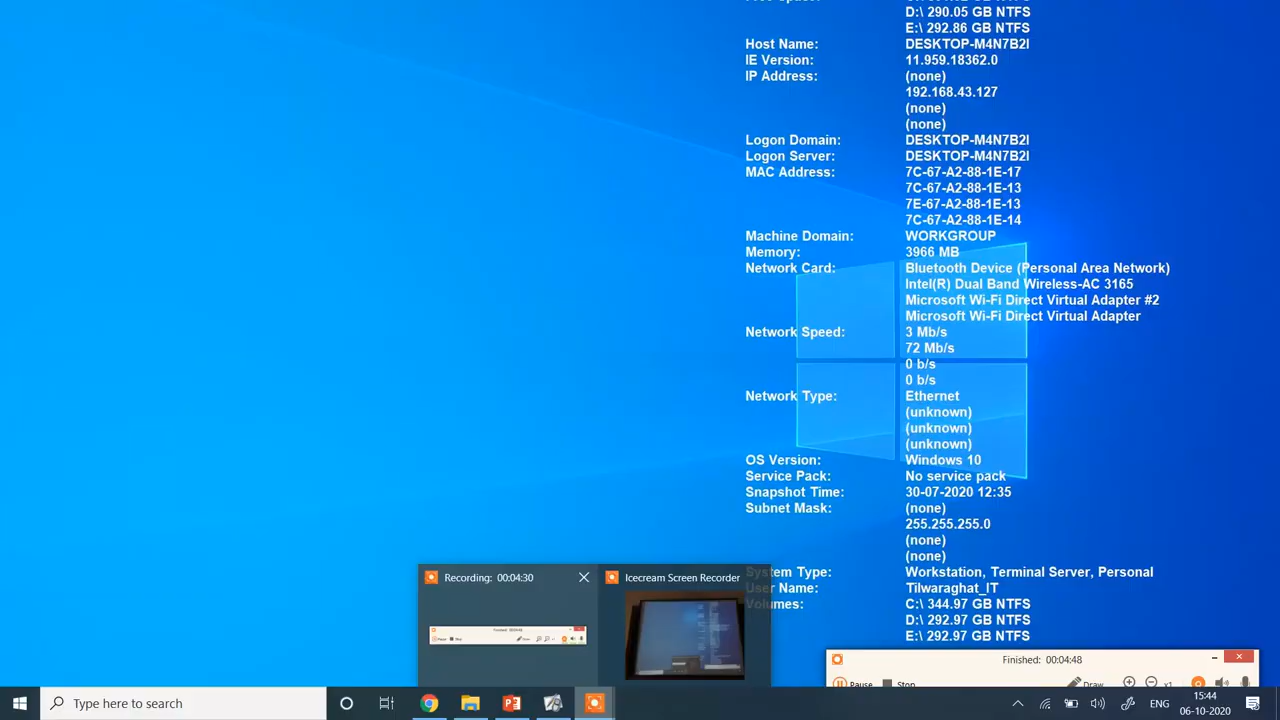 D:\ 290.05 GB NTFS
E:\ 292.86 GB NTFS
Host Name: DESKTOP-M4N7B2I
IE Version: 11.959.18362.0
IP Address: (none)
192.168.43.127
(none)
(none)
Logon Domain: DESKTOP-M4N7B2I
Logon Server: DESKTOP-M4N7B2I
MAC Address: 7C-67-A2-88-1E-17
7C-67-A2-88-1E-13
7E-67-A2-88-1E-13
7C-67-A2-88-1E-14
Machine Domain: WORKGROUP
Memory: 3966 MB
Network Card: Bluetooth Device (Personal Area Network)
Intel(R) Dual Band Wireless-AC 3165
Microsoft Wi-Fi Direct Virtual Adapter #2
Microsoft Wi-Fi Direct Virtual Adapter
Network Speed: 3 Mb/s
72 Mb/s
0 b/s
0 b/s
Network Type: Ethernet
(unknown)
(unknown)
(unknown)
OS Version: Windows 10
Service Pack: No service pack
Snapshot Time: 30-07-2020 12:35
Subnet Mask: (none)
255.255.255.0
(none)
(none)
System Type: Workstation, Terminal Server, Personal
User Name: Tilwaraghat_IT
Volumes: C:\ 344.97 GB NTFS
D:\ 292.97 GB NTFS
E:\ 292.97 GB NTFS
Recording: 00:04:30
Icecream Screen Recorder
Finished: 00:04:48
Pause Stop Draw x1
Type here to search
ENG
15:44
06-10-2020